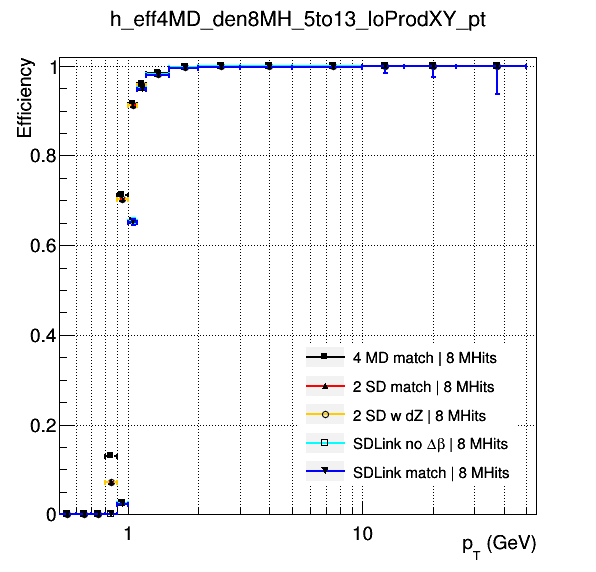 h_eff4MD_den8MH_5to13_loProdXY_pt
Efficiency
1
0.8
0.6
0.4
0.2
0
4 MD match | 8 MHits
2 SD match | 8 MHits
2 SD w dZ | 8 MHits
SDLink no Δβ | 8 MHits
SDLink match | 8 MHits
1
10
p_T (GeV)